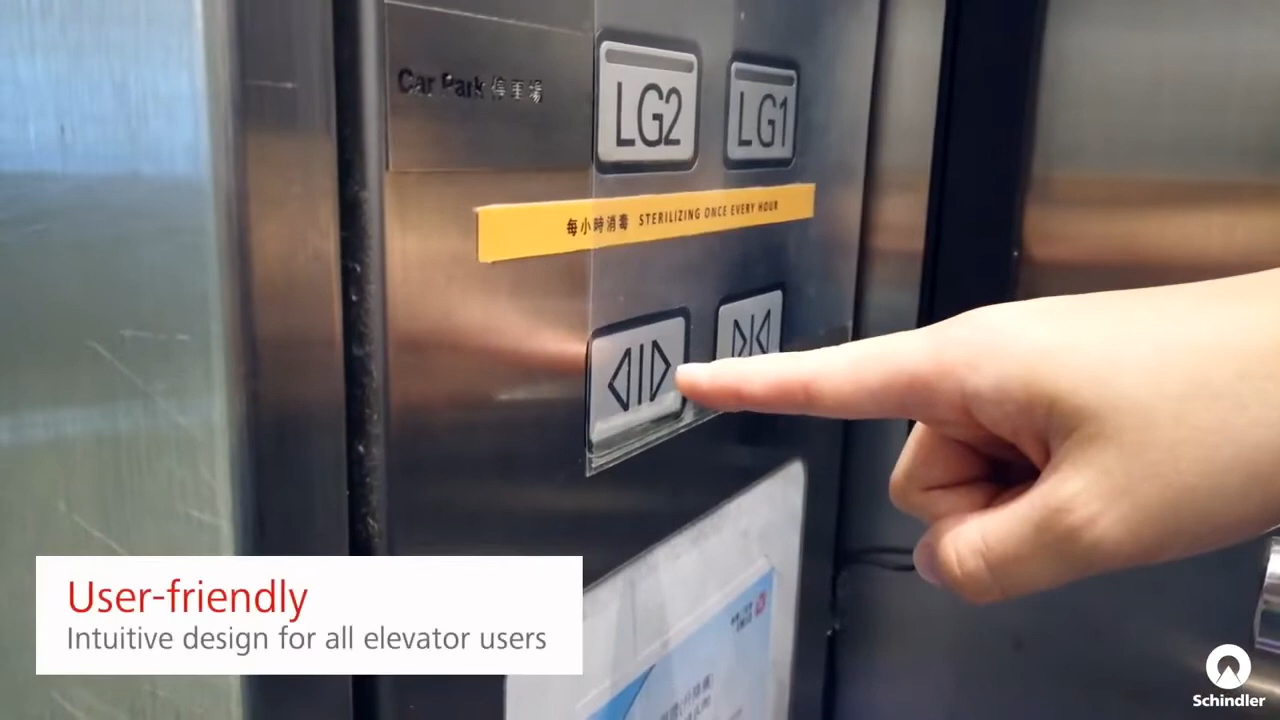 Car Park 停車場
LG2
LG1
每小時消毒 STERILIZING ONCE EVERY HOUR
User-friendly
Intuitive design for all elevator users
Schindler